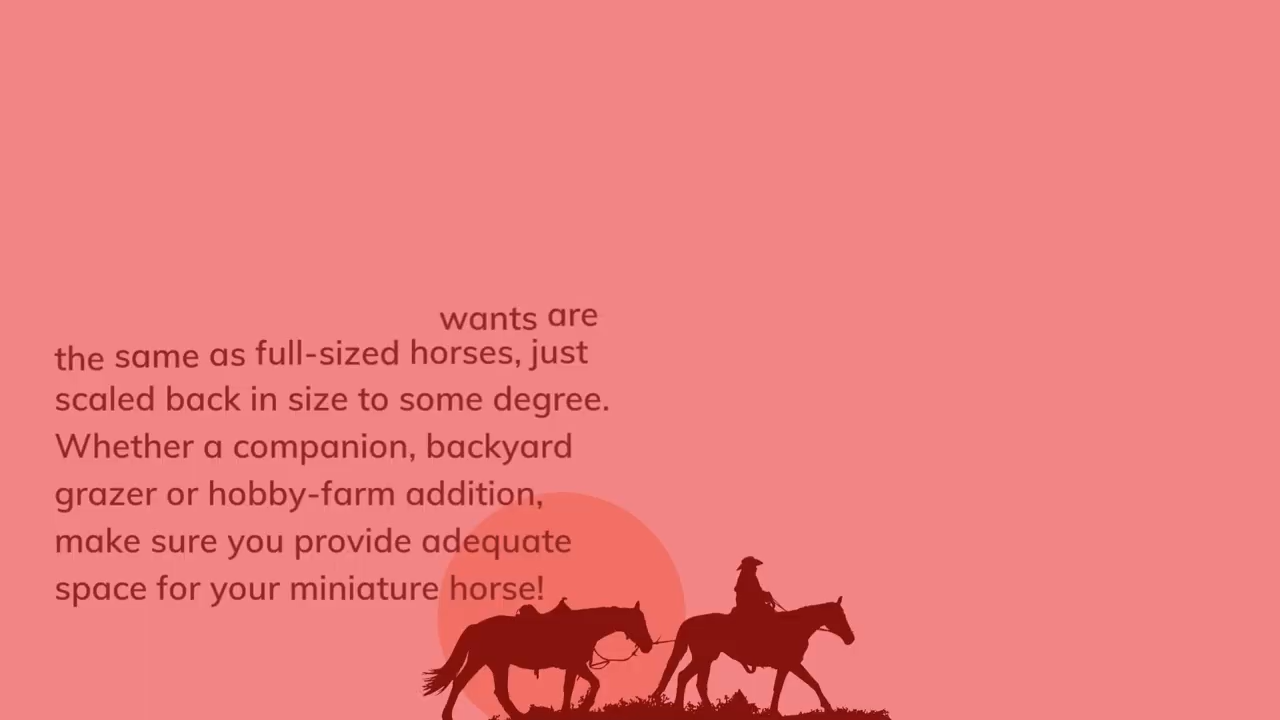 wants are
the same as full-sized horses, just
scaled back in size to some degree.
Whether a companion, backyard
grazer or hobby-farm addition,
make sure you provide adequate
space for your miniature horse!